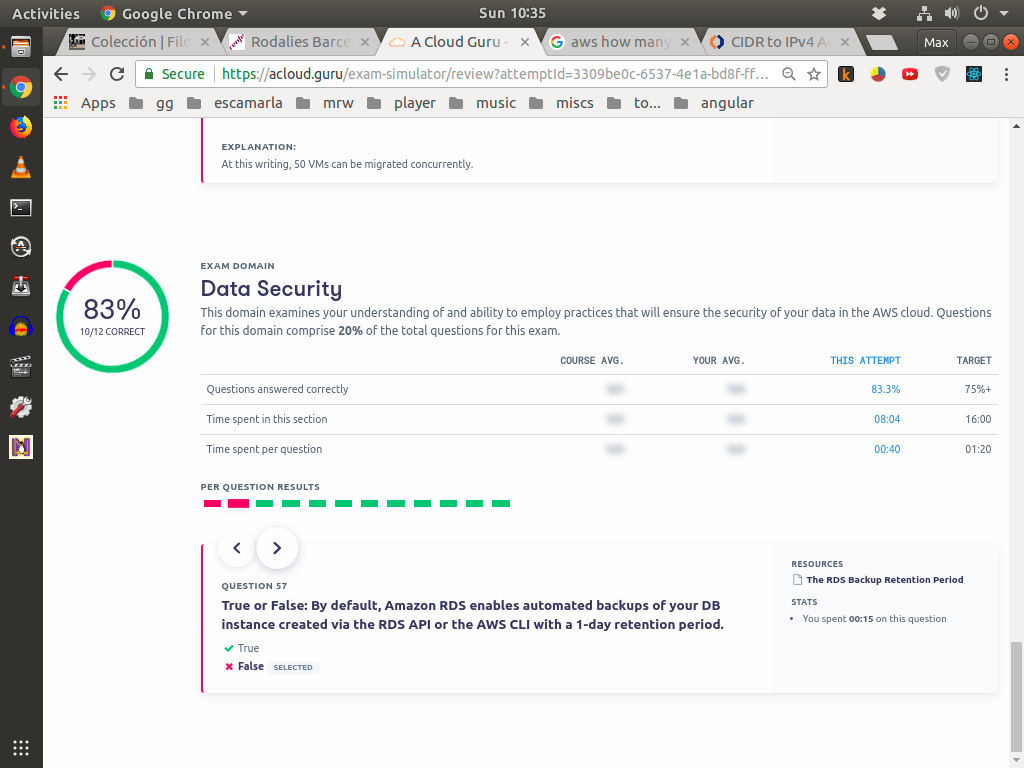 Activities Google Chrome Sun 10:35
Colección | Filo Rodalies Barce A Cloud Guru - aws how many CIDR to IPv4 Ad Max
Secure https://acloud.guru/exam-simulator/review?attemptId=3309be0c-6537-4e1a-bd8f-ff...
Apps gg escamarla mrw player music miscs to... angular
EXPLANATION:
At this writing, 50 VMs can be migrated concurrently.
83%
10/12 CORRECT
EXAM DOMAIN
Data Security
This domain examines your understanding of and ability to employ practices that will ensure the security of your data in the AWS cloud. Questions
for this domain comprise 20% of the total questions for this exam.
COURSE AVG. YOUR AVG. THIS ATTEMPT TARGET
Questions answered correctly 83.3% 75%+
Time spent in this section 08:04 16:00
Time spent per question 00:40 01:20
PER QUESTION RESULTS
QUESTION 57
True or False: By default, Amazon RDS enables automated backups of your DB
instance created via the RDS API or the AWS CLI with a 1-day retention period.
True
False SELECTED
RESOURCES
The RDS Backup Retention Period
STATS
• You spent 00:15 on this question